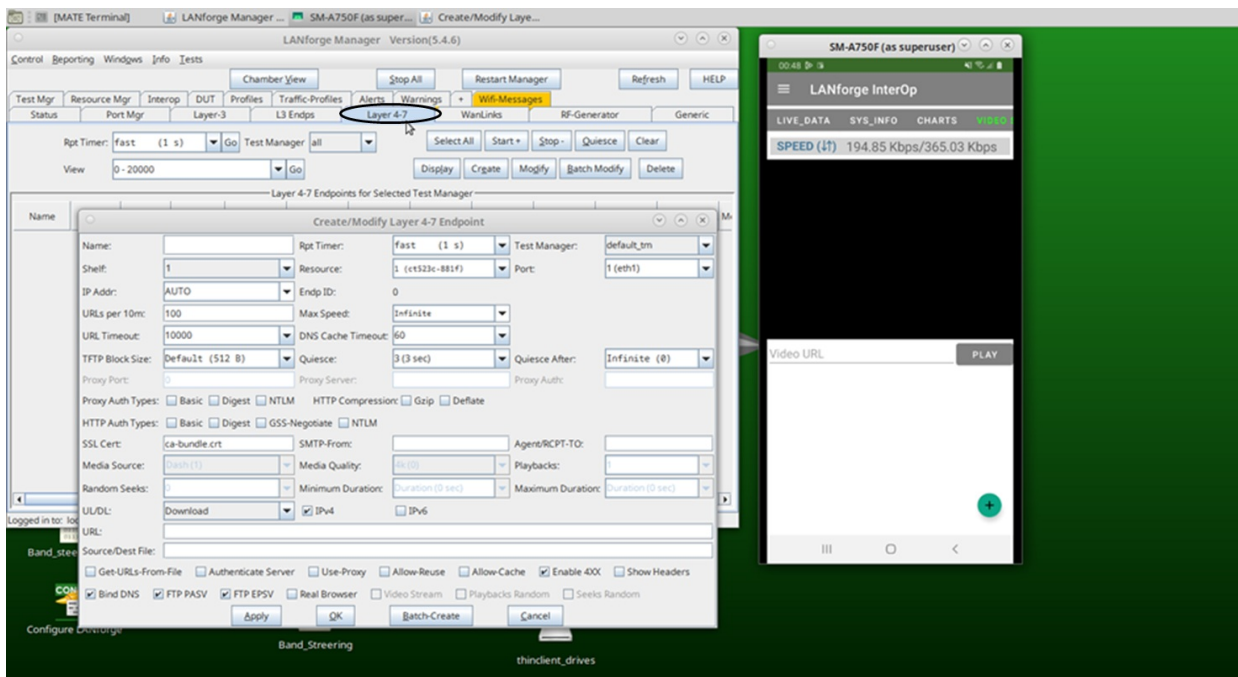 [MATE Terminal] LANforge Manager ... SM-A750F (as super... Create/Modify Laye...
LANforge Manager Version(5.4.6)
Control Reporting Windows Info Tests
Chamber View Stop All Restart Manager Refresh HELP
Test Mgr Resource Mgr Interop DUT Profiles Traffic-Profiles Alerts Warnings + Wifi-Messages
Status Port Mgr Layer-3 L3 Endps Layer 4-7 WanLinks RF-Generator Generic
Rpt Timer: fast (1 s) Go Test Manager all Select All Start + Stop - Quiesce Clear
View 0 - 20000 Go Display Create Modify Batch Modify Delete
Layer 4-7 Endpoints for Selected Test Manager
Name
Create/Modify Layer 4-7 Endpoint
Name: Rpt Timer: fast (1 s) Test Manager: default_tm
Shelf: 1 Resource: 1 (ct523c-881f) Port: 1 (eth1)
IP Addr: AUTO Endp ID: 0
URLs per 10m: 100 Max Speed: Infinite
URL Timeout: 10000 DNS Cache Timeout: 60
TFTP Block Size: Default (512 B) Quiesce: 3 (3 sec) Quiesce After: Infinite (0)
Proxy Port: 0 Proxy Server: Proxy Auth:
Proxy Auth Types: Basic Digest NTLM HTTP Compression: Gzip Deflate
HTTP Auth Types: Basic Digest GSS-Negotiate NTLM
SSL Cert: ca-bundle.crt SMTP-From: Agent/RCPT-TO:
Media Source: Dash (1) Media Quality: 4k (0) Playbacks: 1
Random Seeks: 0 Minimum Duration: Duration (0 sec) Maximum Duration: Duration (0 sec)
UL/DL: Download IPv4 IPv6
URL:
Source/Dest File:
Get-URLs-From-File Authenticate Server Use-Proxy Allow-Reuse Allow-Cache Enable 4XX Show Headers
Bind DNS FTP PASV FTP EPSV Real Browser Video Stream Playbacks Random Seeks Random
Apply OK Batch-Create Cancel
Logged in to:
Band_stee
Configure LANforge
Band_Steering
thinclient_drives
SM-A750F (as superuser)
00:48
LANforge InterOp
LIVE_DATA SYS_INFO CHARTS VIDEO
SPEED (↓↑) 194.85 Kbps/365.03 Kbps
Video URL PLAY
+